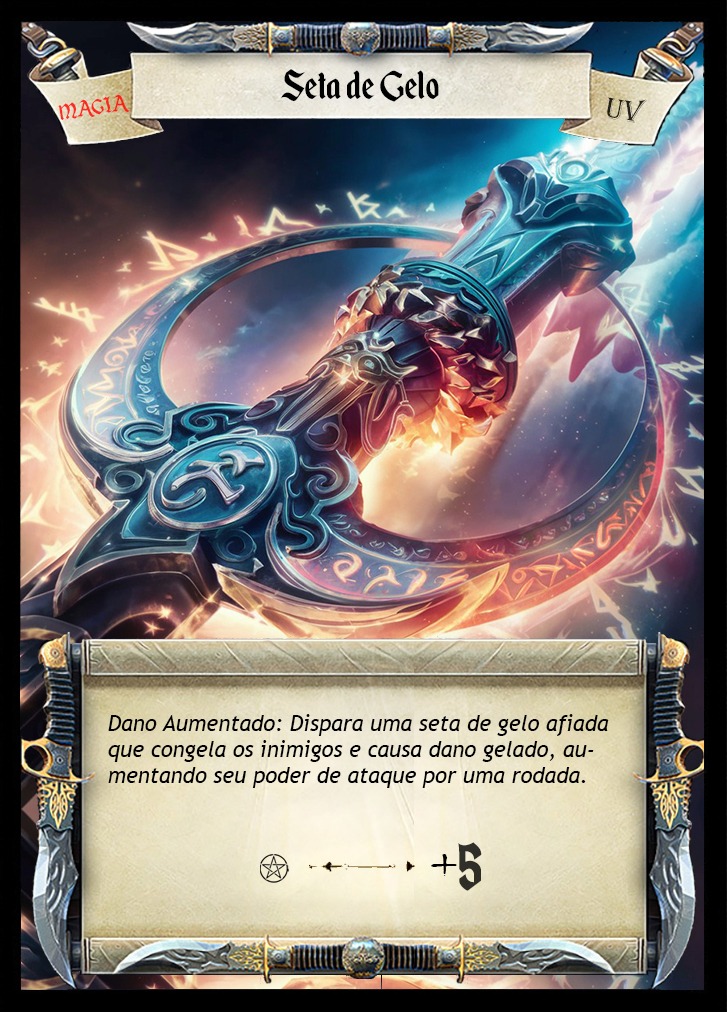 Seta de Gelo
MAGIA
UV
Dano Aumentado: Dispara uma seta de gelo afiada
que congela os inimigos e causa dano gelado, au-
mentando seu poder de ataque por uma rodada.
+5